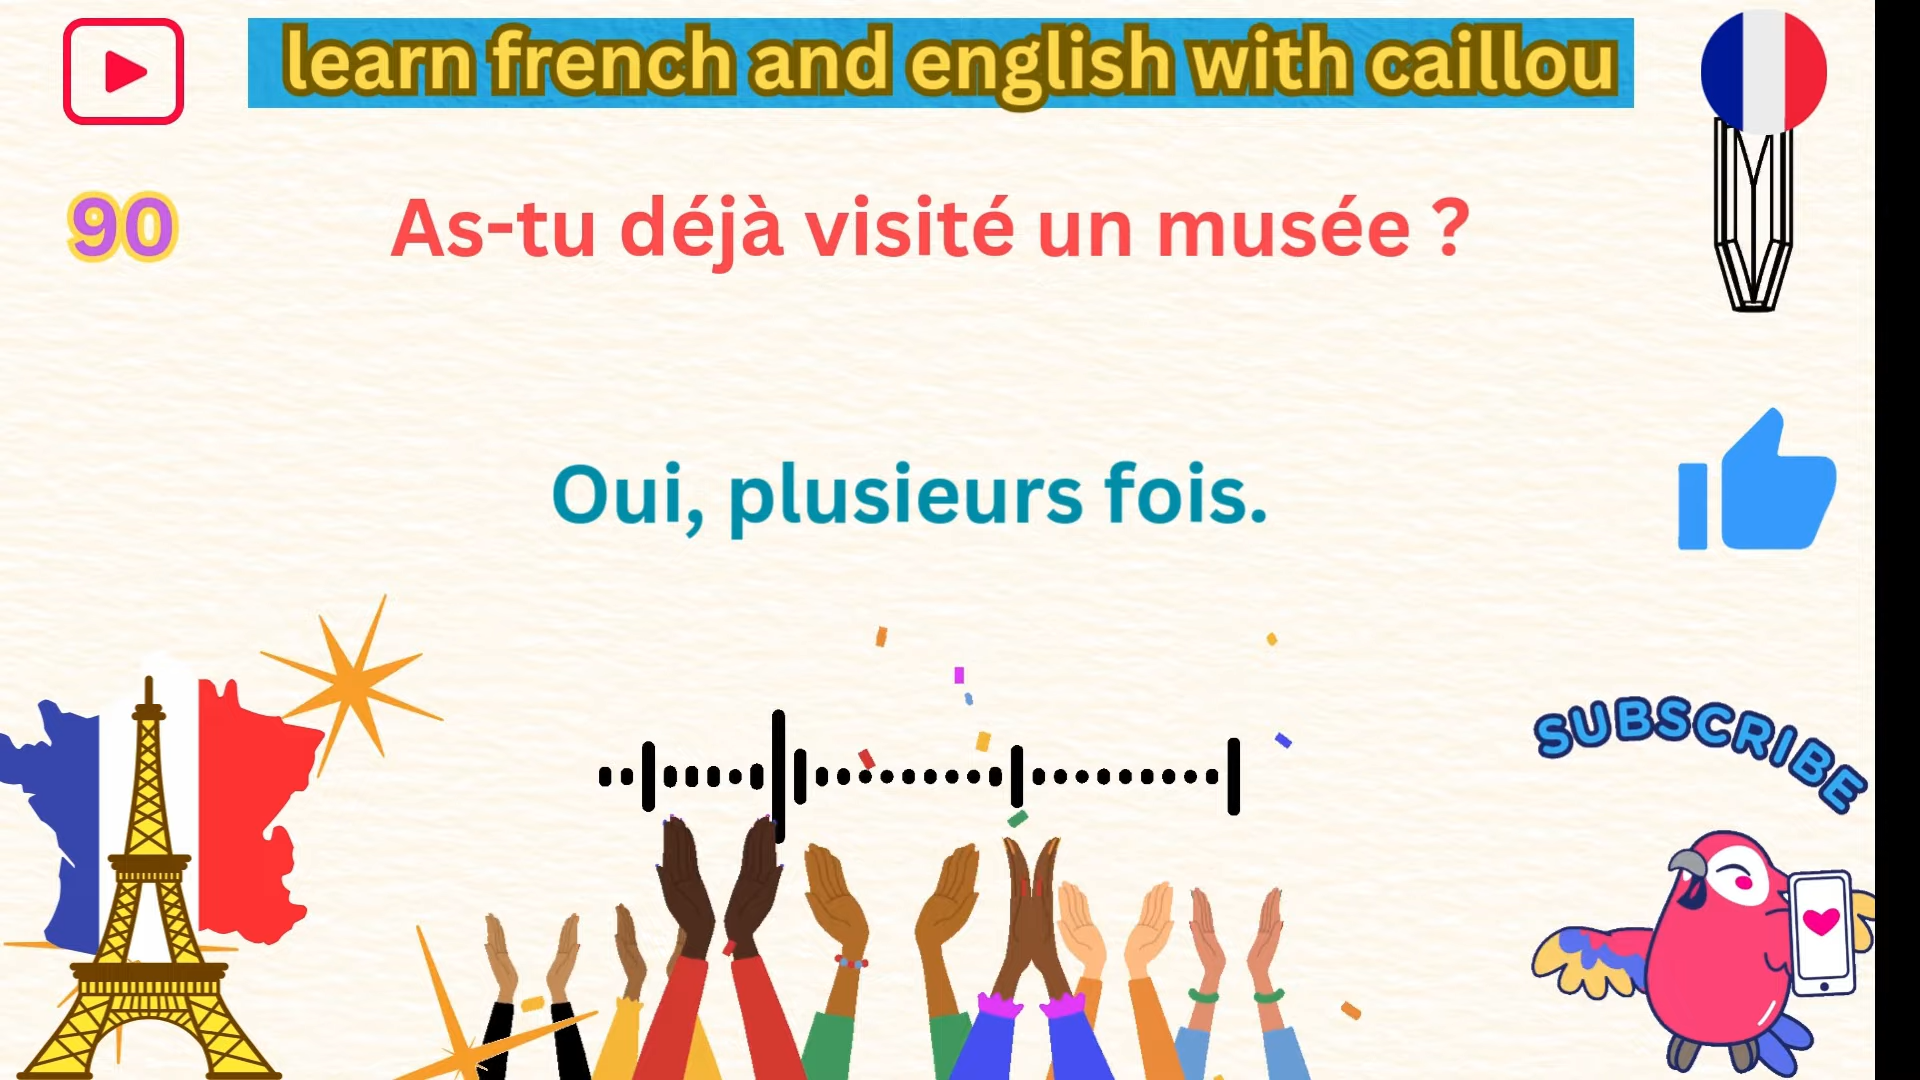 learn french and english with caillou
90
As-tu déjà visité un musée ?
Oui, plusieurs fois.
SUBSCRIBE